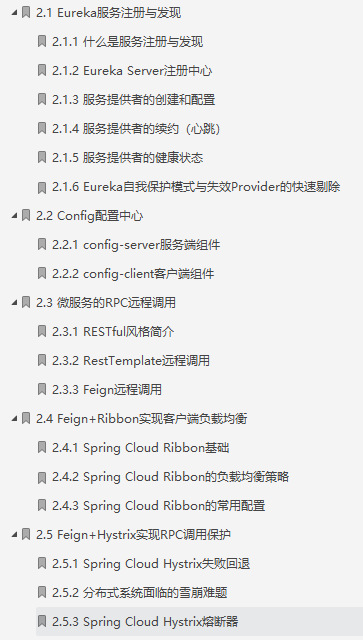 2.1 Eureka服务注册与发现
2.1.1 什么是服务注册与发现
2.1.2 Eureka Server注册中心
2.1.3 服务提供者的创建和配置
2.1.4 服务提供者的续约（心跳）
2.1.5 服务提供者的健康状态
2.1.6 Eureka自我保护模式与失效Provider的快速剔除
2.2 Config配置中心
2.2.1 config-server服务端组件
2.2.2 config-client客户端组件
2.3 微服务的RPC远程调用
2.3.1 RESTful风格简介
2.3.2 RestTemplate远程调用
2.3.3 Feign远程调用
2.4 Feign+Ribbon实现客户端负载均衡
2.4.1 Spring Cloud Ribbon基础
2.4.2 Spring Cloud Ribbon的负载均衡策略
2.4.3 Spring Cloud Ribbon的常用配置
2.5 Feign+Hystrix实现RPC调用保护
2.5.1 Spring Cloud Hystrix失败回退
2.5.2 分布式系统面临的雪崩难题
2.5.3 Spring Cloud Hystrix熔断器